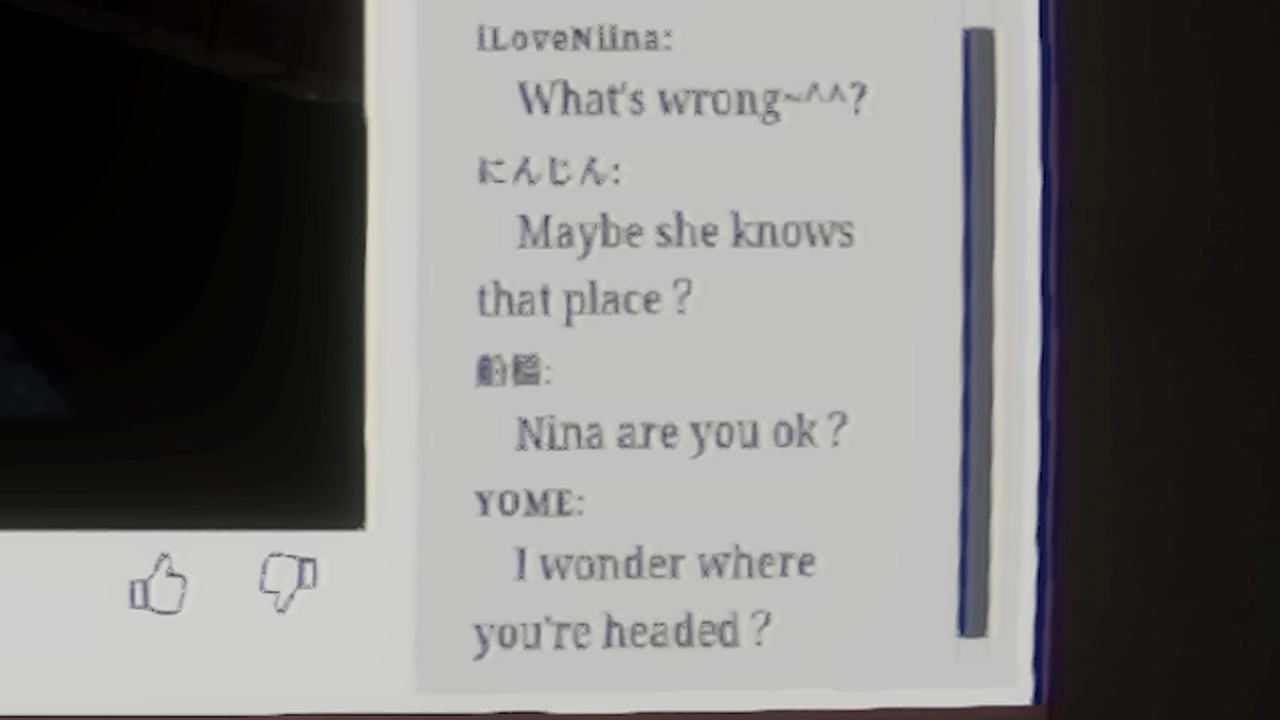 iLoveNiina:
What's wrong~^^?
にんじん:
Maybe she knows
that place ?
Nina are you ok ?
YOME:
I wonder where
you're headed ?